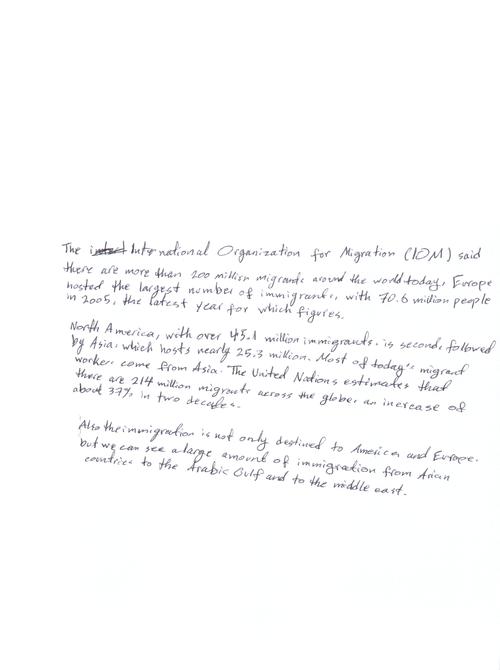 The International Organization for Migration (IOM) said
there are more than 200 million migrants around the world today. Europe
hosted the largest number of immigrants, with 70.6 million people
in 2005, the latest year for which figures.
North America, with over 45.1 million immigrants. is second, followed
by Asia, which hosts nearly 25.3 million. Most of today's migrand
workers come from Asia. The United Nations estimates that
there are 214 million migrants across the globe, an increase of
about 37% in two decades.
Also the immigration is not only destined to America and Europe.
but we can see a large amount of immigration from Asian
countries to the Arabic Gulf and to the middle east.